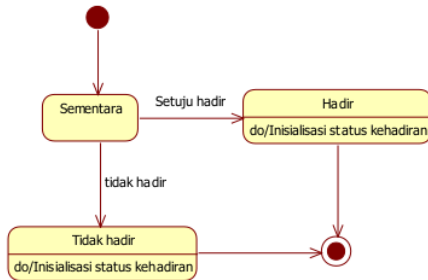 Sementara
Setuju hadir
Hadir
do/Inisialisasi status kehadiran
tidak hadir
Tidak hadir
do/Inisialisasi status kehadiran